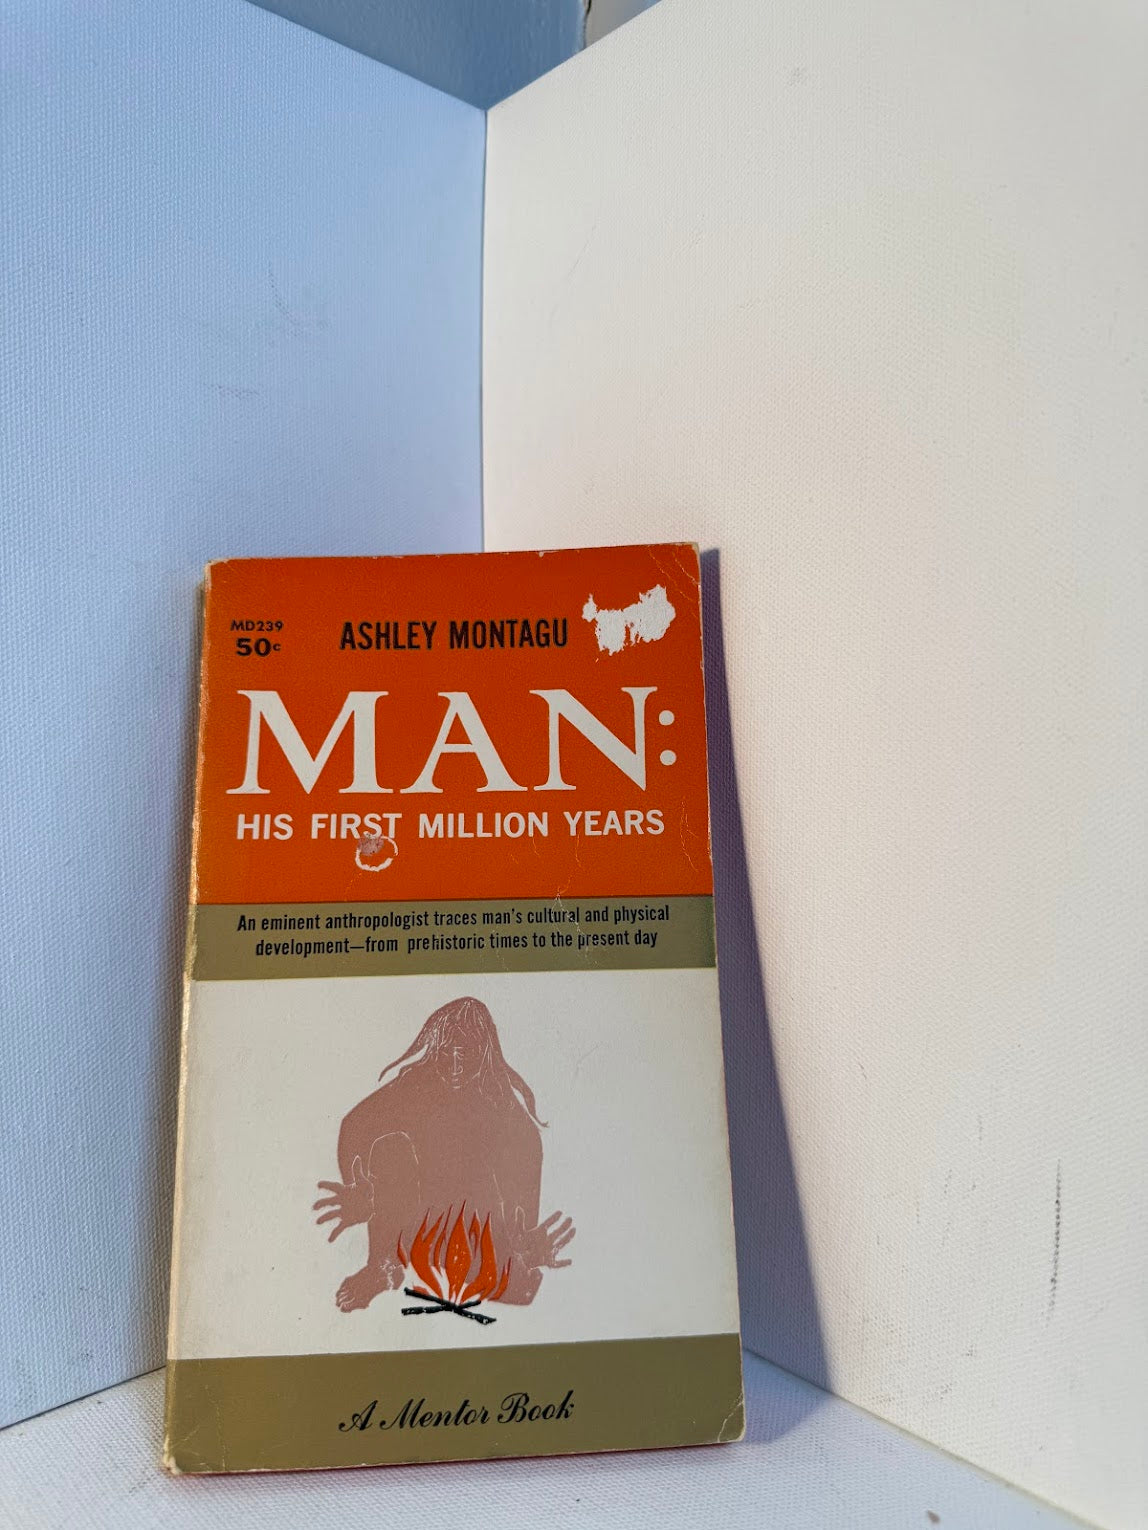 MD239
50c
ASHLEY MONTAGU
MAN:
HIS FIRST MILLION YEARS
An eminent anthropologist traces man's cultural and physical
development—from prehistoric times to the present day
A Mentor Book